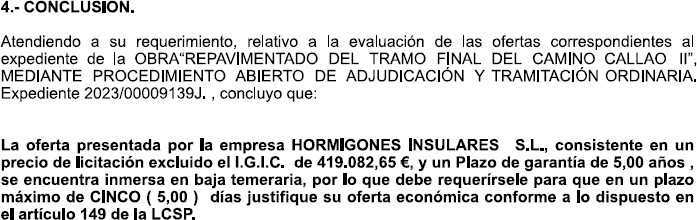 4.- CONCLUSION.
Atendiendo a su requerimiento, relativo a la evaluación de las ofertas correspondientes al
expediente de la OBRA“REPAVIMENTADO DEL TRAMO FINAL DEL CAMINO CALLAO II”,
MEDIANTE PROCEDIMIENTO ABIERTO DE ADJUDICACIÓN Y TRAMITACIÓN ORDINARIA.
Expediente 2023/00009139J. , concluyo que:
La oferta presentada por la empresa HORMIGONES INSULARES S.L., consistente en un
precio de licitación excluido el I.G.I.C. de 419.082,65 €, y un Plazo de garantía de 5,00 años ,
se encuentra inmersa en baja temeraria, por lo que debe requerírsele para que en un plazo
máximo de CINCO ( 5,00 ) días justifique su oferta económica conforme a lo dispuesto en
el artículo 149 de la LCSP.